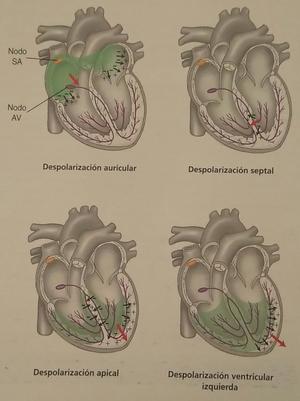 Nodo
SA
Nodo
AV
Despolarización auricular
Despolarización septal
Despolarización apical
Despolarización ventricular
izquierda